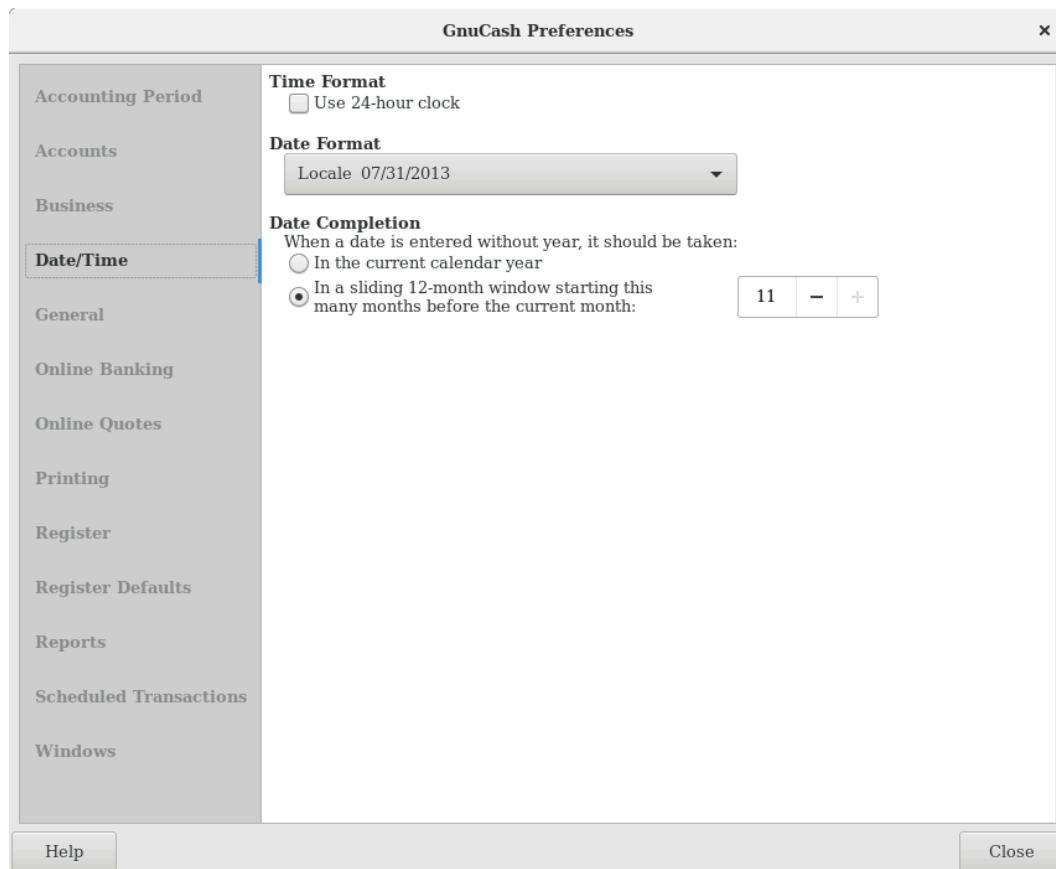 GnuCash Preferences
Accounting Period
Accounts
Business
Date/Time
General
Online Banking
Online Quotes
Printing
Register
Register Defaults
Reports
Scheduled Transactions
Windows
Time Format
Use 24-hour clock
Date Format
Locale 07/31/2013
Date Completion
When a date is entered without year, it should be taken:
In the current calendar year
In a sliding 12-month window starting this
many months before the current month:
11
Help
Close